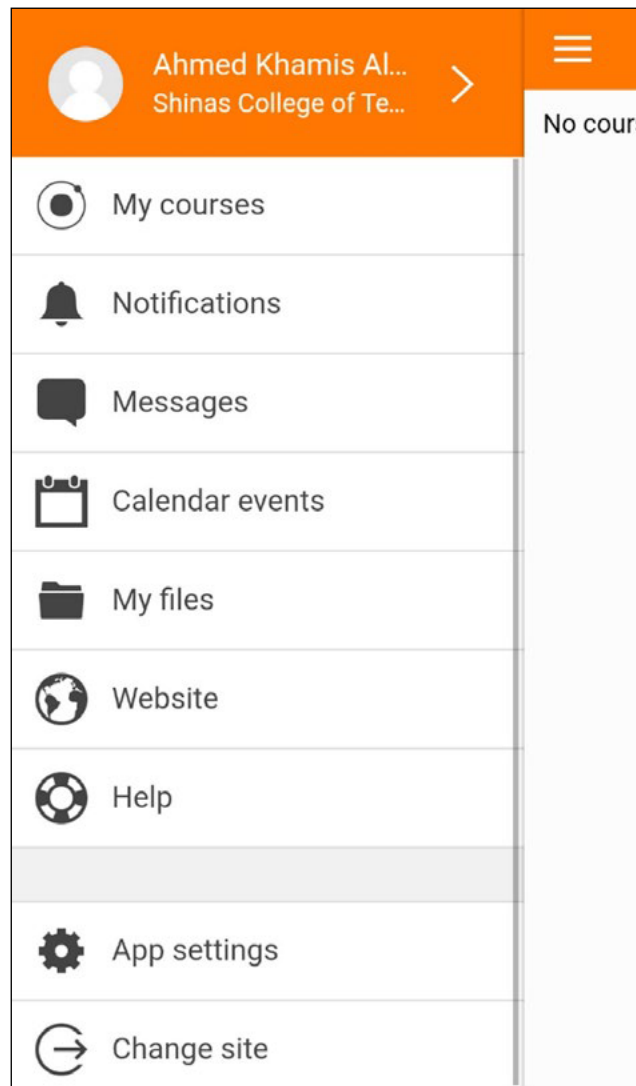 Ahmed Khamis Al...
Shinas College of Te...
No cour
My courses
Notifications
Messages
Calendar events
My files
Website
Help
App settings
Change site